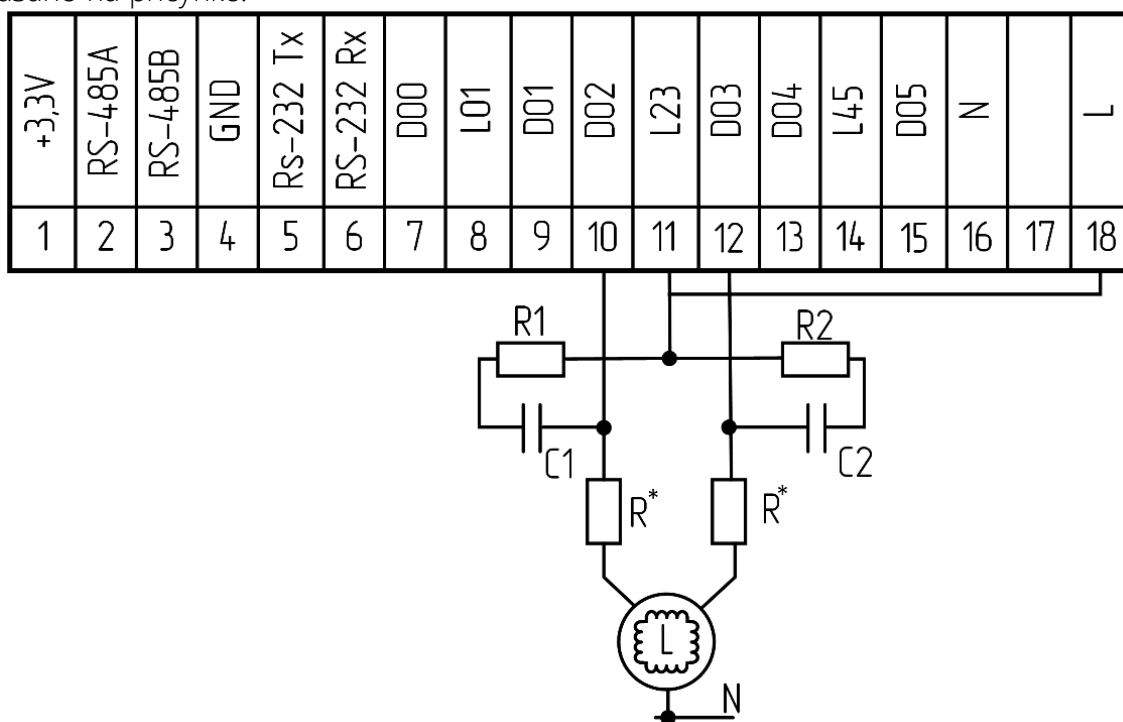 на рисунке.
+3,3V
RS-485A
RS-485B
GND
Rs-232 Tx
RS-232 Rx
DO0
L01
DO1
DO2
L23
DO3
DO4
L45
DO5
N
L
1 2 3 4 5 6 7 8 9 10 11 12 13 14 15 16 17 18
R1 R2
C1 C2
R* R*
L
N